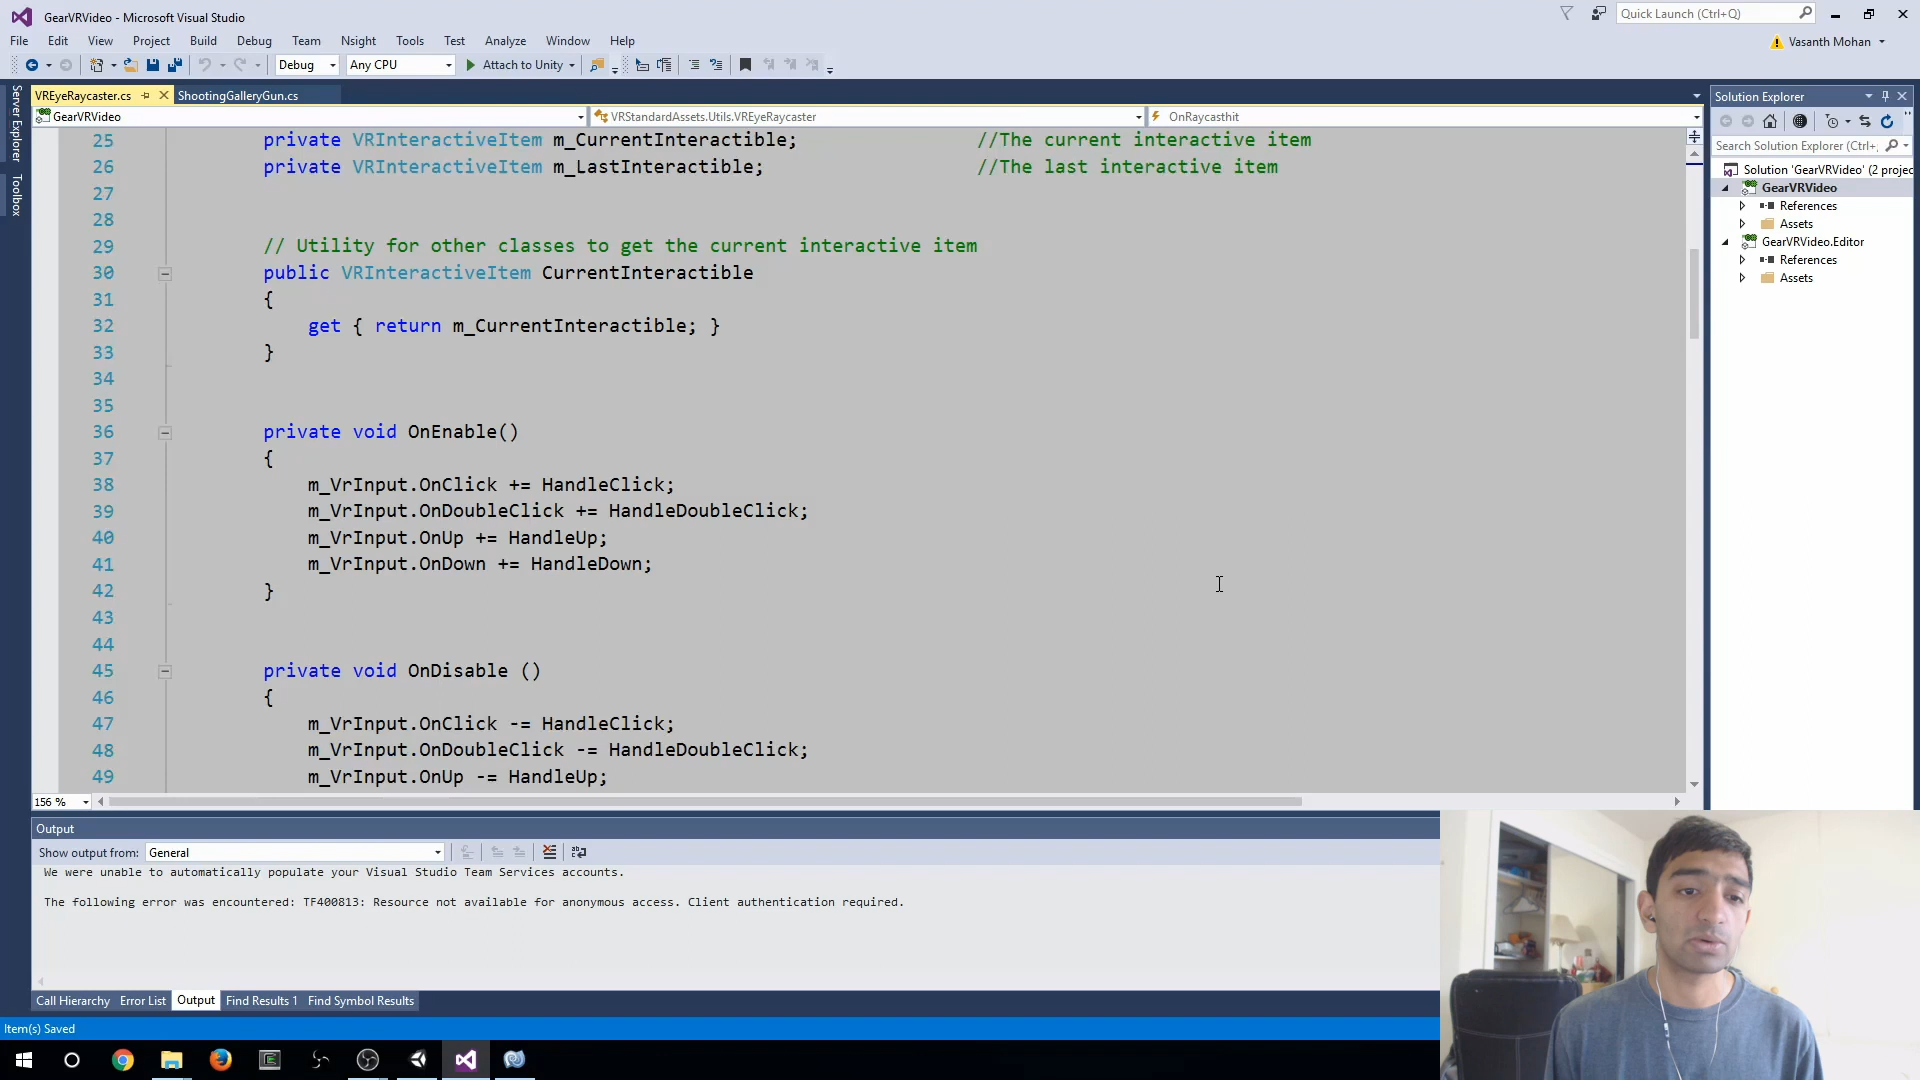 GearVRVideo - Microsoft Visual Studio
Quick Launch (Ctrl+Q)
File Edit View Project Build Debug Team Nsight Tools Test Analyze Window Help
Vasanth Mohan
Debug Any CPU Attach to Unity
Server Explorer
Toolbox
VREyeRaycaster.cs ShootingGalleryGun.cs
GearVRVideo VRStandardAssets.Utils.VREyeRaycaster OnRaycasthit
25 private VRInteractiveItem m_CurrentInteractible; //The current interactive item
26 private VRInteractiveItem m_LastInteractible; //The last interactive item
27
28
29 // Utility for other classes to get the current interactive item
30 public VRInteractiveItem CurrentInteractible
31 {
32 get { return m_CurrentInteractible; }
33 }
34
35
36 private void OnEnable()
37 {
38 m_VrInput.OnClick += HandleClick;
39 m_VrInput.OnDoubleClick += HandleDoubleClick;
40 m_VrInput.OnUp += HandleUp;
41 m_VrInput.OnDown += HandleDown;
42 }
43
44
45 private void OnDisable ()
46 {
47 m_VrInput.OnClick -= HandleClick;
48 m_VrInput.OnDoubleClick -= HandleDoubleClick;
49 m_VrInput.OnUp -= HandleUp;
156 %
Solution Explorer
Search Solution Explorer (Ctrl+;
Solution 'GearVRVideo' (2 projec
GearVRVideo
References
Assets
GearVRVideo.Editor
References
Assets
Output
Show output from: General
We were unable to automatically populate your Visual Studio Team Services accounts.
The following error was encountered: TF400813: Resource not available for anonymous access. Client authentication required.
Call Hierarchy Error List Output Find Results 1 Find Symbol Results
Item(s) Saved